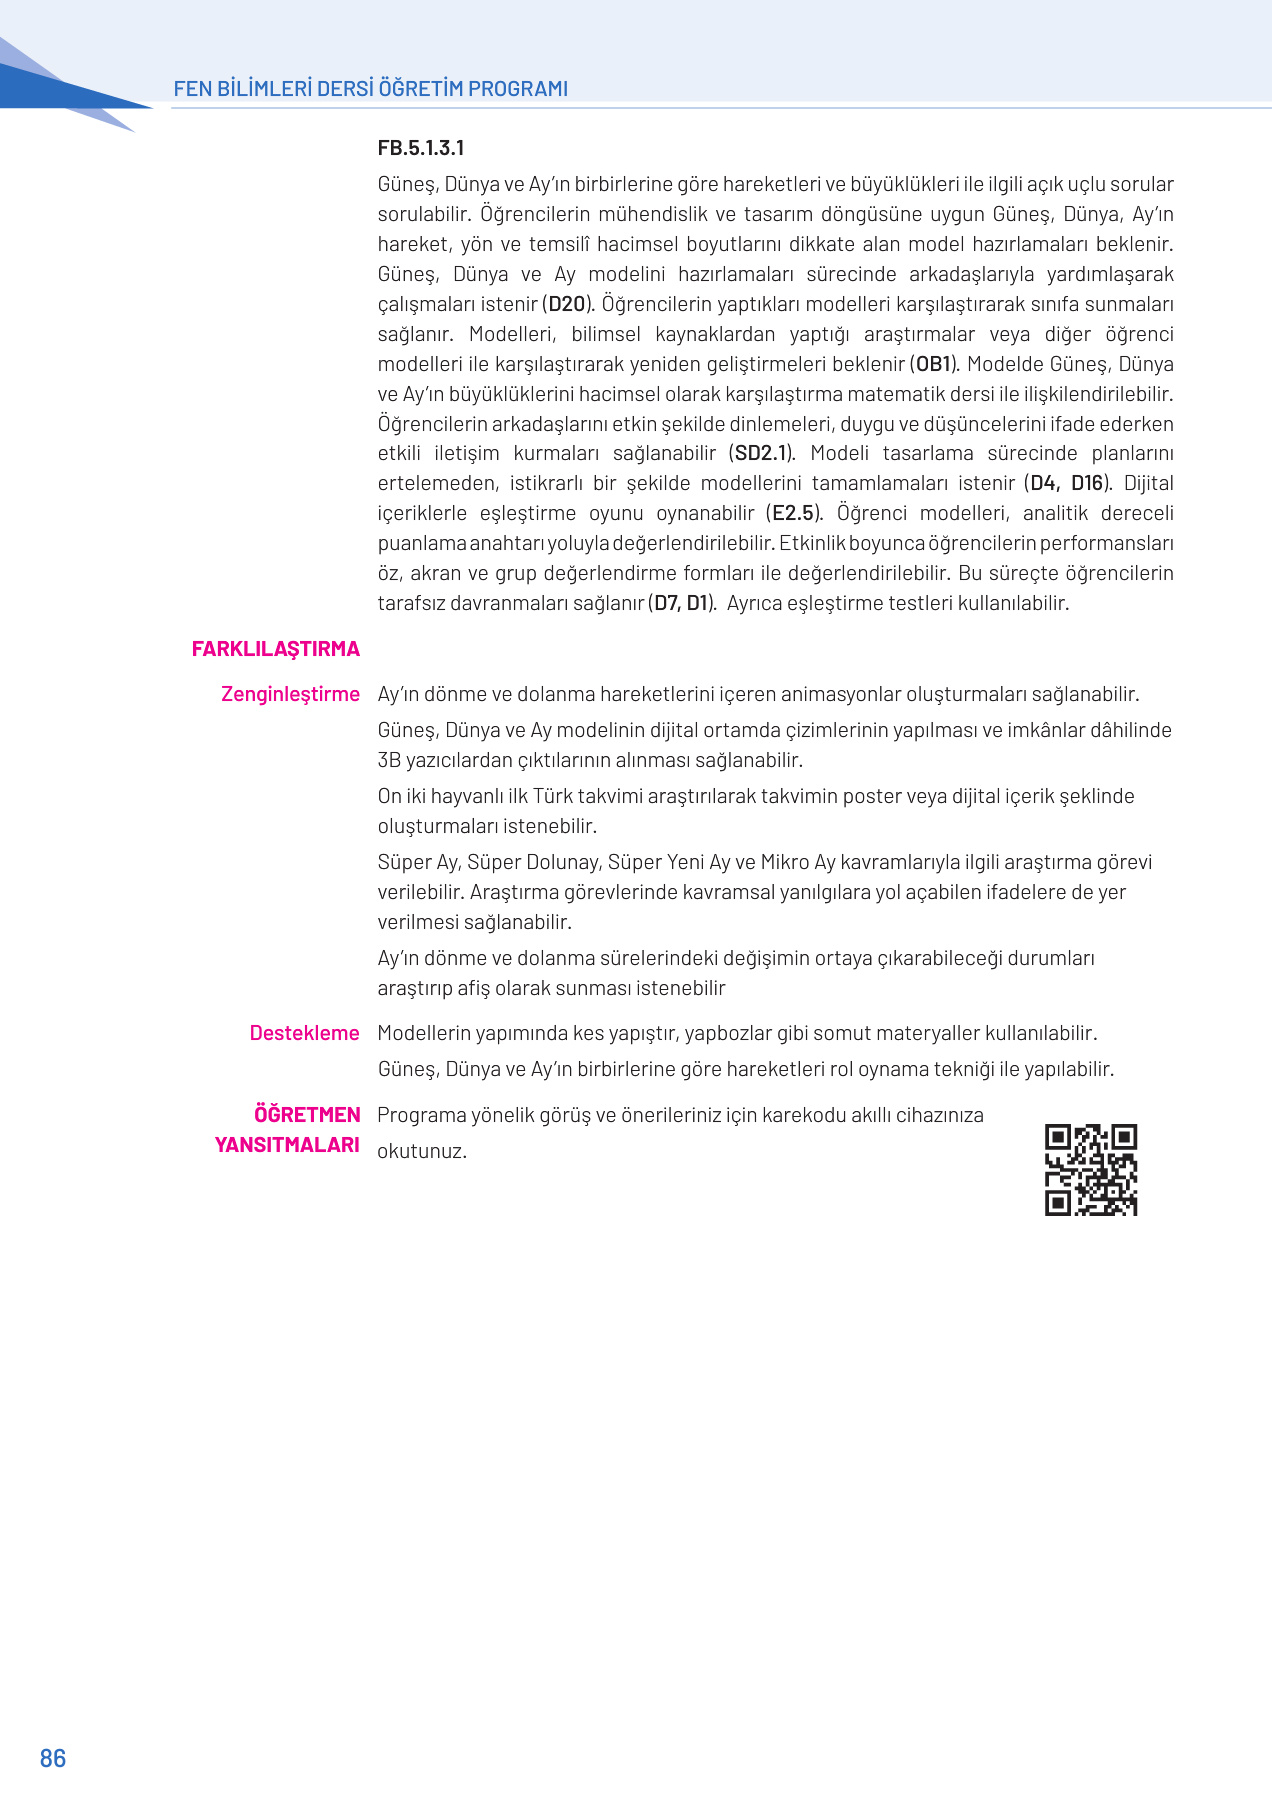 FEN BİLİMLERİ DERSİ ÖĞRETİM PROGRAMI
FB.5.1.3.1
Güneş, Dünya ve Ay’ın birbirlerine göre hareketleri ve büyüklükleri ile ilgili açık uçlu sorular
sorulabilir. Öğrencilerin mühendislik ve tasarım döngüsüne uygun Güneş, Dünya, Ay’ın
hareket, yön ve temsilî hacimsel boyutlarını dikkate alan model hazırlamaları beklenir.
Güneş, Dünya ve Ay modelini hazırlamaları sürecinde arkadaşlarıyla yardımlaşarak
çalışmaları istenir (D20). Öğrencilerin yaptıkları modelleri karşılaştırarak sınıfa sunmaları
sağlanır. Modelleri, bilimsel kaynaklardan yaptığı araştırmalar veya diğer öğrenci
modelleri ile karşılaştırarak yeniden geliştirmeleri beklenir (OB1). Modelde Güneş, Dünya
ve Ay’ın büyüklüklerini hacimsel olarak karşılaştırma matematik dersi ile ilişkilendirilebilir.
Öğrencilerin arkadaşlarını etkin şekilde dinlemeleri, duygu ve düşüncelerini ifade ederken
etkili iletişim kurmaları sağlanabilir (SD2.1). Modeli tasarlama sürecinde planlarını
ertelemeden, istikrarlı bir şekilde modellerini tamamlamaları istenir (D4, D16). Dijital
içeriklerle eşleştirme oyunu oynanabilir (E2.5). Öğrenci modelleri, analitik dereceli
puanlama anahtarı yoluyla değerlendirilebilir. Etkinlik boyunca öğrencilerin performansları
öz, akran ve grup değerlendirme formları ile değerlendirilebilir. Bu süreçte öğrencilerin
tarafsız davranmaları sağlanır (D7, D1). Ayrıca eşleştirme testleri kullanılabilir.
FARKLILAŞTIRMA
Zenginleştirme Ay’ın dönme ve dolanma hareketlerini içeren animasyonlar oluşturmaları sağlanabilir.
Güneş, Dünya ve Ay modelinin dijital ortamda çizimlerinin yapılması ve imkânlar dâhilinde
3B yazıcılardan çıktılarının alınması sağlanabilir.
On iki hayvanlı ilk Türk takvimi araştırılarak takvimin poster veya dijital içerik şeklinde
oluşturmaları istenebilir.
Süper Ay, Süper Dolunay, Süper Yeni Ay ve Mikro Ay kavramlarıyla ilgili araştırma görevi
verilebilir. Araştırma görevlerinde kavramsal yanılgılara yol açabilen ifadelere de yer
verilmesi sağlanabilir.
Ay’ın dönme ve dolanma sürelerindeki değişimin ortaya çıkarabileceği durumları
araştırıp afiş olarak sunması istenebilir
Destekleme Modellerin yapımında kes yapıştır, yapbozlar gibi somut materyaller kullanılabilir.
Güneş, Dünya ve Ay’ın birbirlerine göre hareketleri rol oynama tekniği ile yapılabilir.
ÖĞRETMEN Programa yönelik görüş ve önerileriniz için karekodu akıllı cihazınıza
YANSITMALARI okutunuz.
86